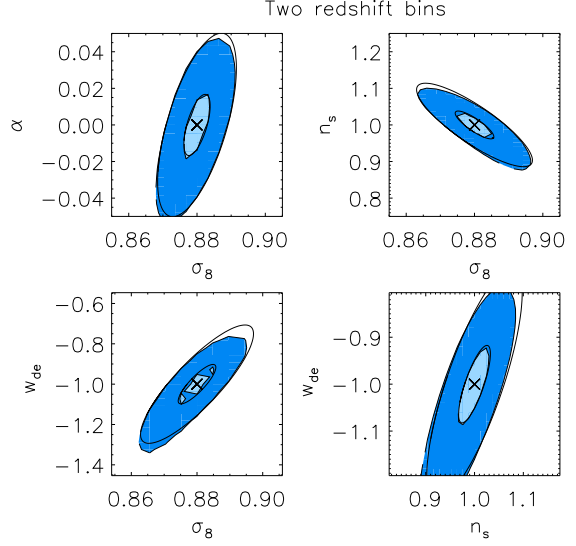 Two redshift bins
0.04
0.02
0.00
−0.02
−0.04
α
0.86 0.88 0.90
σ8
1.2
1.1
1.0
0.9
0.8
ns
0.86 0.88 0.90
σ8
−0.6
−0.8
−1.0
−1.2
−1.4
wde
0.86 0.88 0.90
σ8
−0.9
−1.0
−1.1
wde
0.9 1.0 1.1
ns